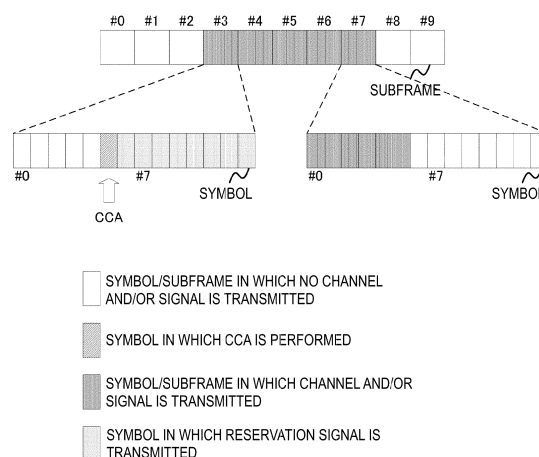 #0 #1 #2 #3 #4 #5 #6 #7 #8 #9
SUBFRAME
#0 #7
SYMBOL
CCA
#0 #7
SYMBOL
SYMBOL/SUBFRAME IN WHICH NO CHANNEL
AND/OR SIGNAL IS TRANSMITTED
SYMBOL IN WHICH CCA IS PERFORMED
SYMBOL/SUBFRAME IN WHICH CHANNEL AND/OR
SIGNAL IS TRANSMITTED
SYMBOL IN WHICH RESERVATION SIGNAL IS
TRANSMITTED